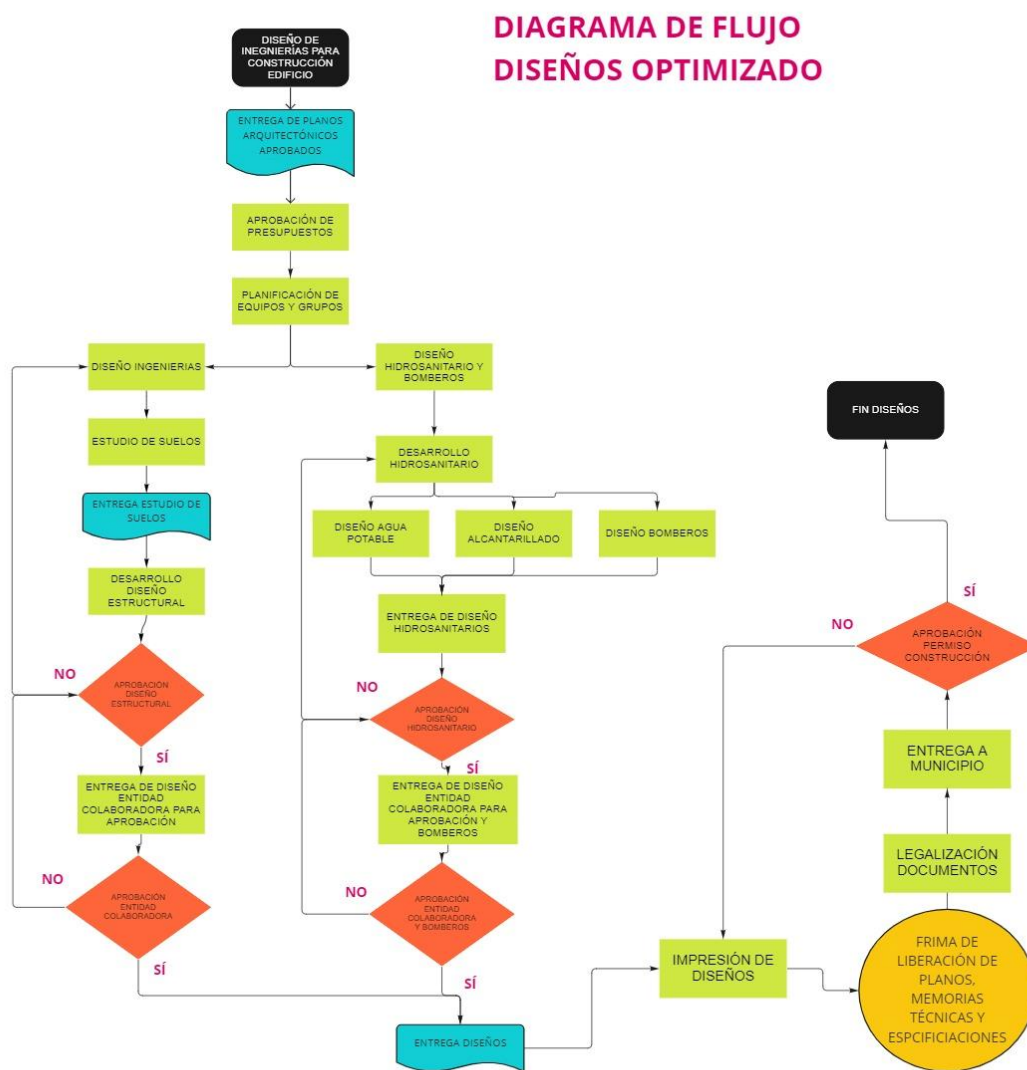 DIAGRAMA DE FLUJO
DISEÑOS OPTIMIZADO
DISEÑO DE
INEGNIERÍAS PARA
CONSTRUCCIÓN
EDIFICIO
ENTREGA DE PLANOS
ARQUITECTÓNICOS
APROBADOS
APROBACIÓN DE
PRESUPUESTOS
PLANIFICACIÓN DE
EQUIPOS Y GRUPOS
DISEÑO INGENIERIAS
ESTUDIO DE SUELOS
ENTREGA ESTUDIO DE
SUELOS
DESARROLLO
DISEÑO
ESTRUCTURAL
NO
APROBACIÓN
DISEÑO
ESTRUCTURAL
SÍ
ENTREGA DE DISEÑO
ENTIDAD
COLABORADORA PARA
APROBACIÓN
NO
APROBACIÓN
ENTIDAD
COLABORADORA
SÍ
DISEÑO
HIDROSANITARIO Y
BOMBEROS
DESARROLLO
HIDROSANITARIO
DISEÑO AGUA
POTABLE
DISEÑO
ALCANTARILLADO
DISEÑO BOMBEROS
ENTREGA DE DISEÑO
HIDROSANITARIOS
NO
APROBACIÓN
DISEÑO
HIDROSANITARIO
SÍ
ENTREGA DE DISEÑO
ENTIDAD
COLABORADORA PARA
APROBACIÓN Y
BOMBEROS
NO
APROBACIÓN
ENTIDAD
COLABORADORA
Y BOMBEROS
SÍ
ENTREGA DISEÑOS
IMPRESIÓN DE
DISEÑOS
FRIMA DE
LIBERACIÓN DE
PLANOS,
MEMORIAS
TÉCNICAS Y
ESPCIFICIACIONES
LEGALIZACIÓN
DOCUMENTOS
ENTREGA A
MUNICIPIO
NO
APROBACIÓN
PERMISO
CONSTRUCCIÓN
SÍ
FIN DISEÑOS